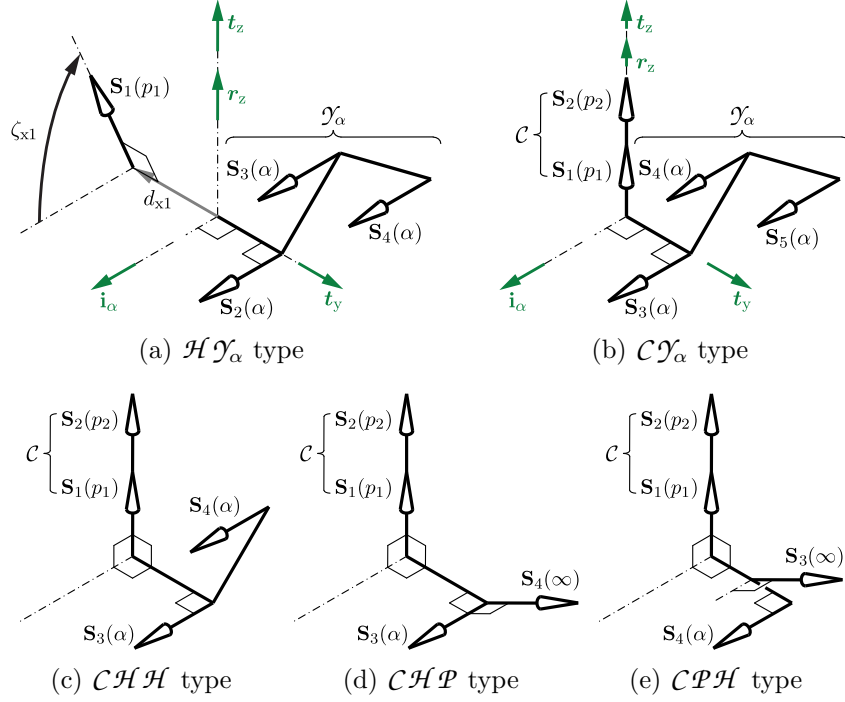 t_z
t_z
S_1(p_1)
r_z
𝒴_α
r_z
S_2(p_2)
𝒴_α
ζ_x1
𝒞
S_3(α)
S_1(p_1)
S_4(α)
d_x1
S_4(α)
S_5(α)
i_α
S_2(α)
t_y
i_α
S_3(α)
t_y
(a) ℋ𝒴_α type
(b) 𝒞𝒴_α type
S_2(p_2)
S_2(p_2)
S_2(p_2)
𝒞
𝒞
𝒞
S_1(p_1)
S_4(α)
S_1(p_1)
S_1(p_1)
S_4(∞)
S_3(∞)
S_3(α)
S_3(α)
S_4(α)
(c) 𝒞ℋℋ type
(d) 𝒞ℋ𝒫 type
(e) 𝒞𝒫ℋ type